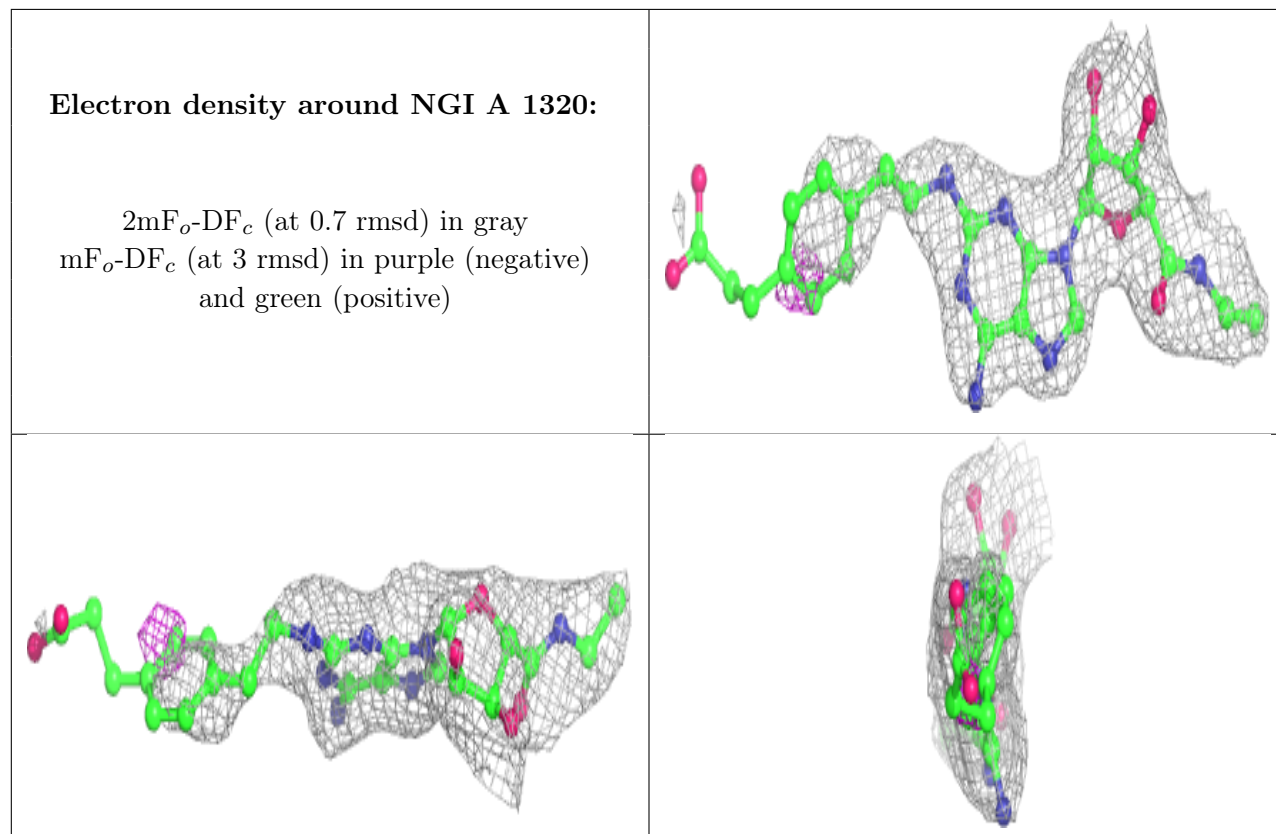 Electron density around NGI A 1320:
2mFo-DFc (at 0.7 rmsd) in gray
mFo-DFc (at 3 rmsd) in purple (negative)
and green (positive)